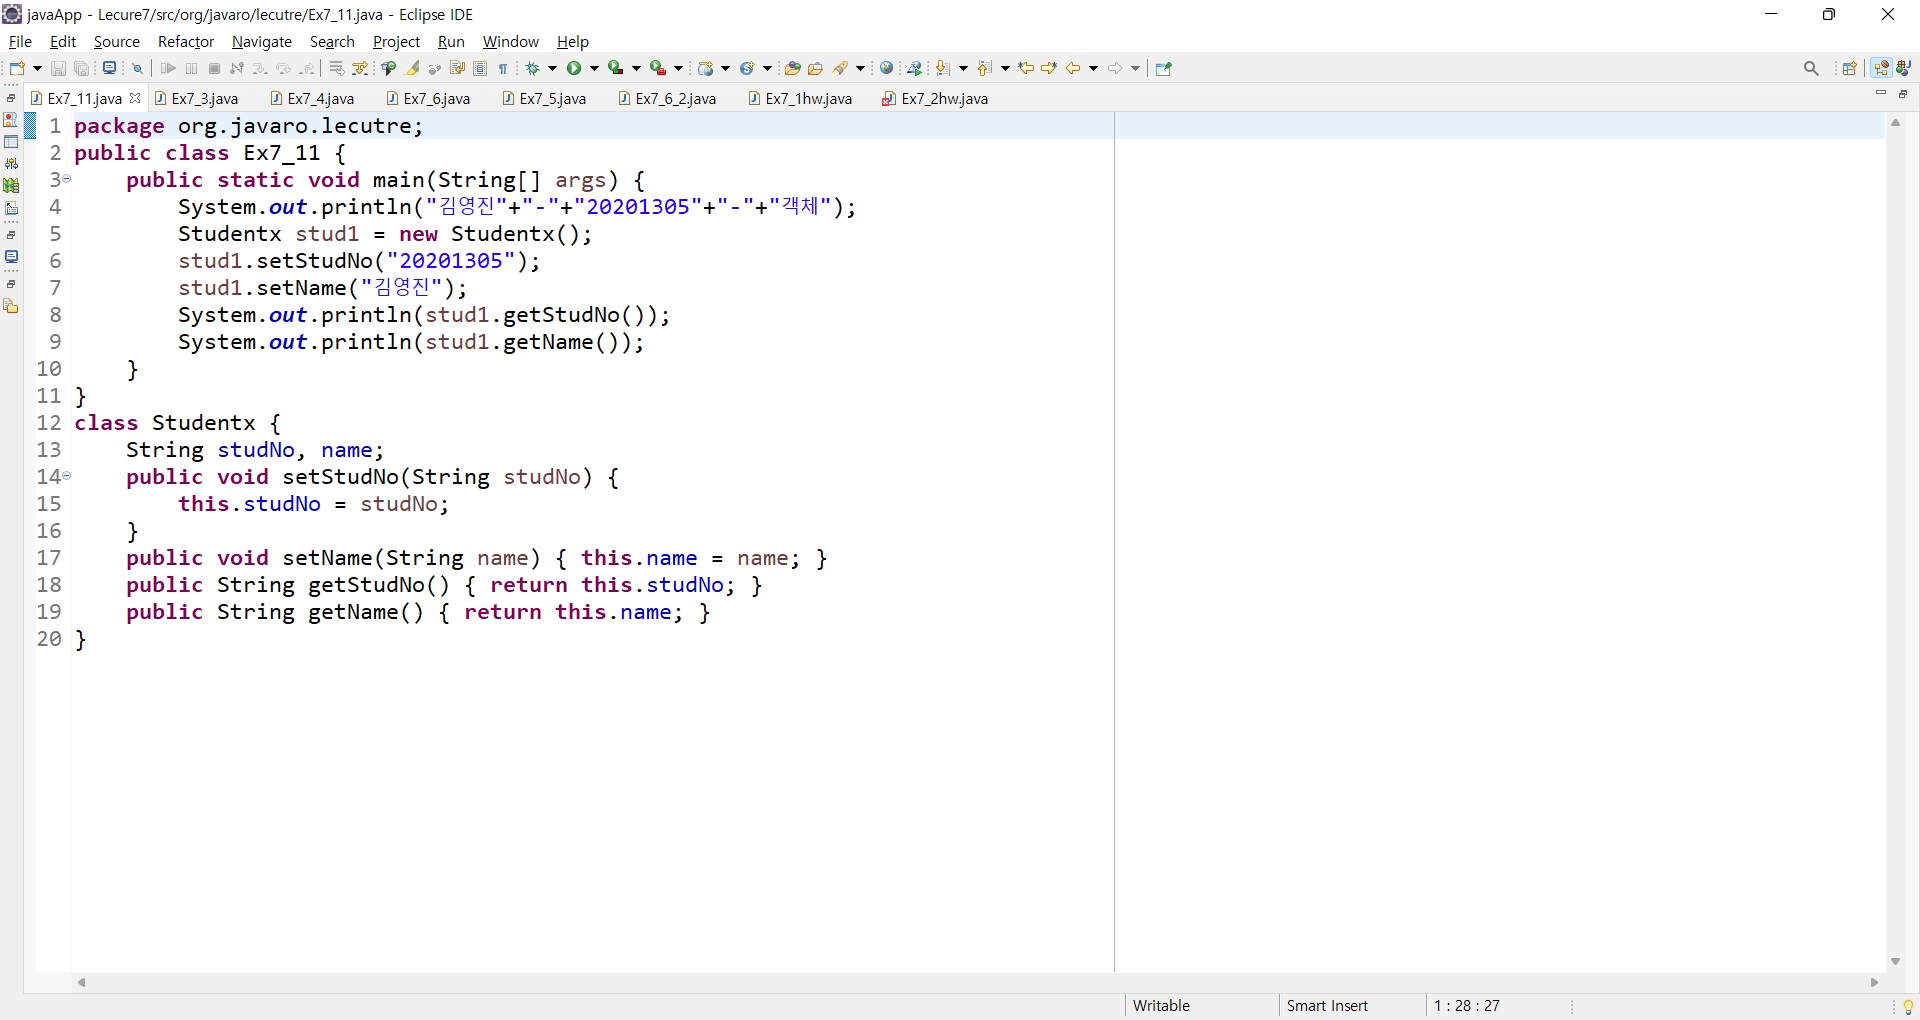 javaApp - Lecure7/src/org/javaro/lecutre/Ex7_11.java - Eclipse IDE
File Edit Source Refactor Navigate Search Project Run Window Help
Ex7_11.java Ex7_3.java Ex7_4.java Ex7_6.java Ex7_5.java Ex7_6_2.java Ex7_1hw.java Ex7_2hw.java
1 package org.javaro.lecutre;
2 public class Ex7_11 {
3 public static void main(String[] args) {
4 System.out.println("김영진"+"-"+"20201305"+"-"+"객체");
5 Studentx stud1 = new Studentx();
6 stud1.setStudNo("20201305");
7 stud1.setName("김영진");
8 System.out.println(stud1.getStudNo());
9 System.out.println(stud1.getName());
10 }
11 }
12 class Studentx {
13 String studNo, name;
14 public void setStudNo(String studNo) {
15 this.studNo = studNo;
16 }
17 public void setName(String name) { this.name = name; }
18 public String getStudNo() { return this.studNo; }
19 public String getName() { return this.name; }
20 }
Writable Smart Insert 1 : 28 : 27